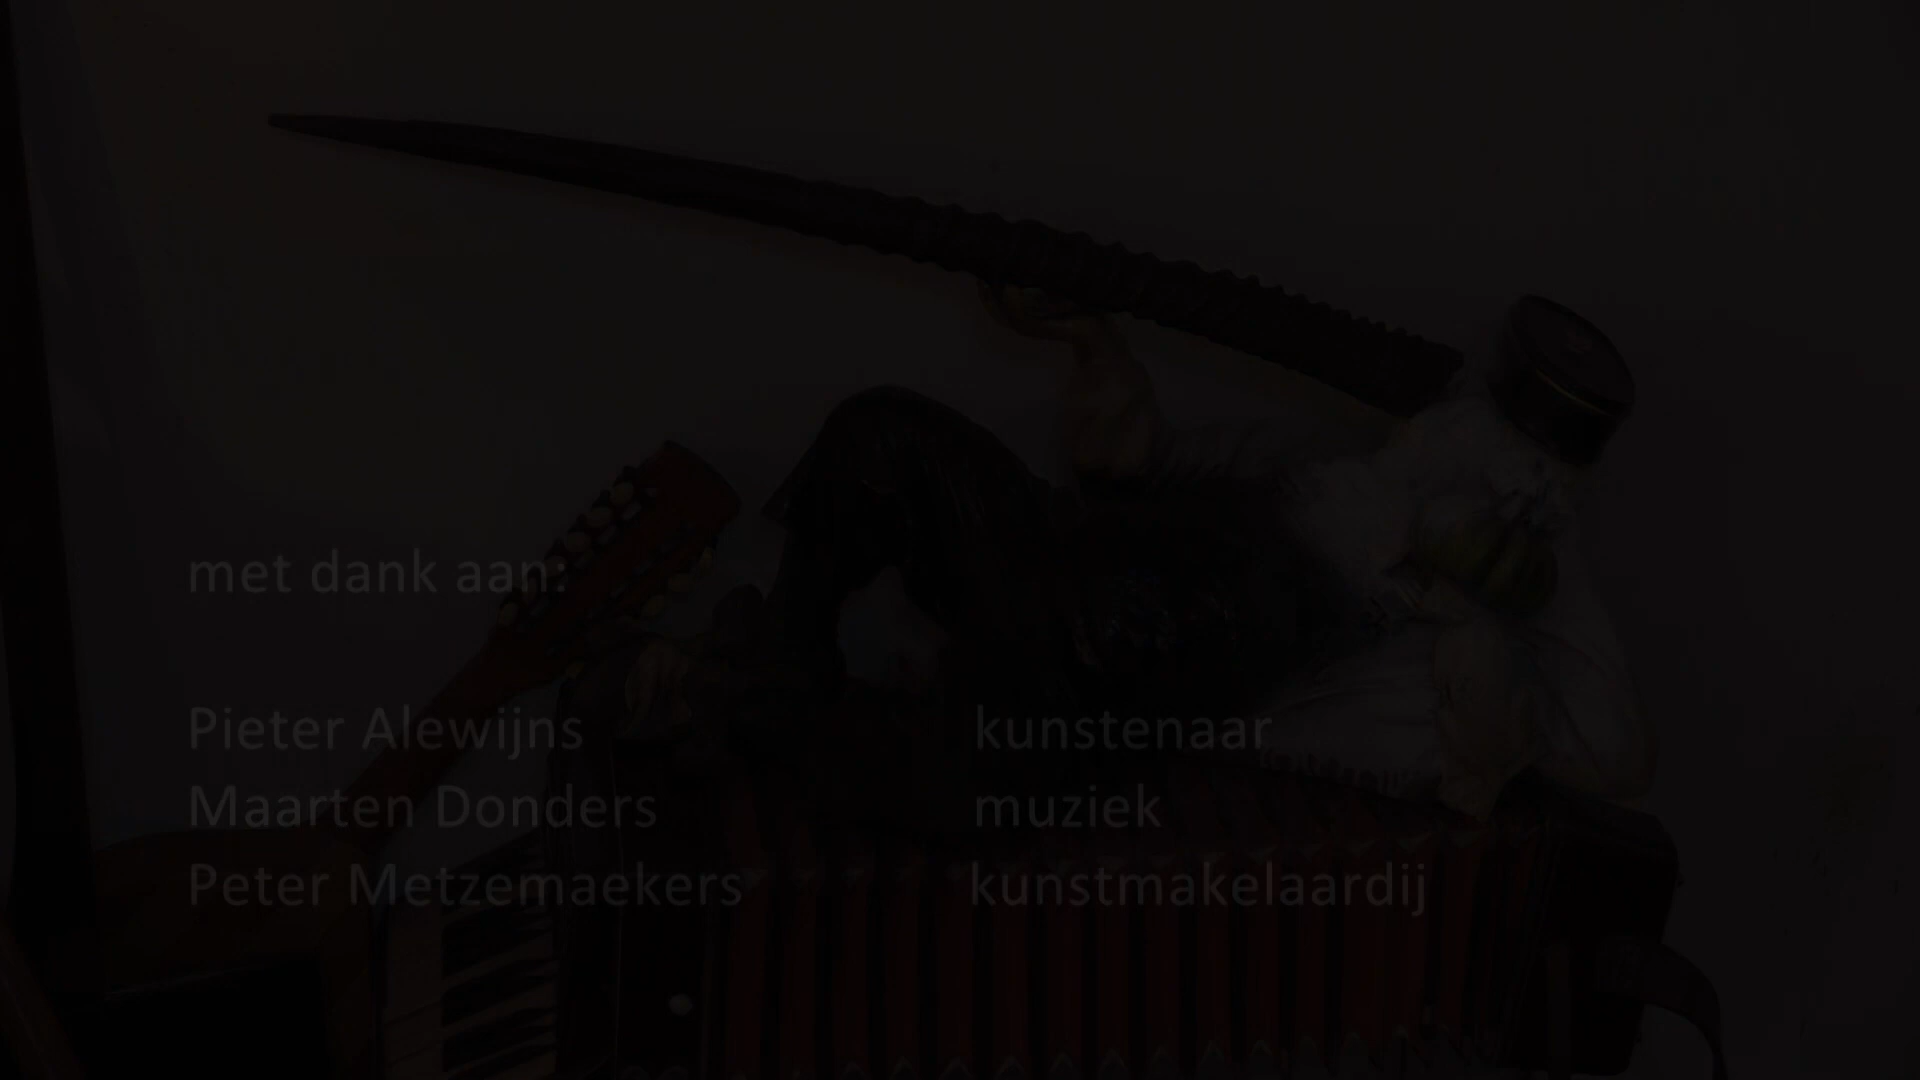 met dank aan:
Pieter Alewijns kunstenaar
Maarten Donders muziek
Peter Metzemaekers kunstmakelaardij